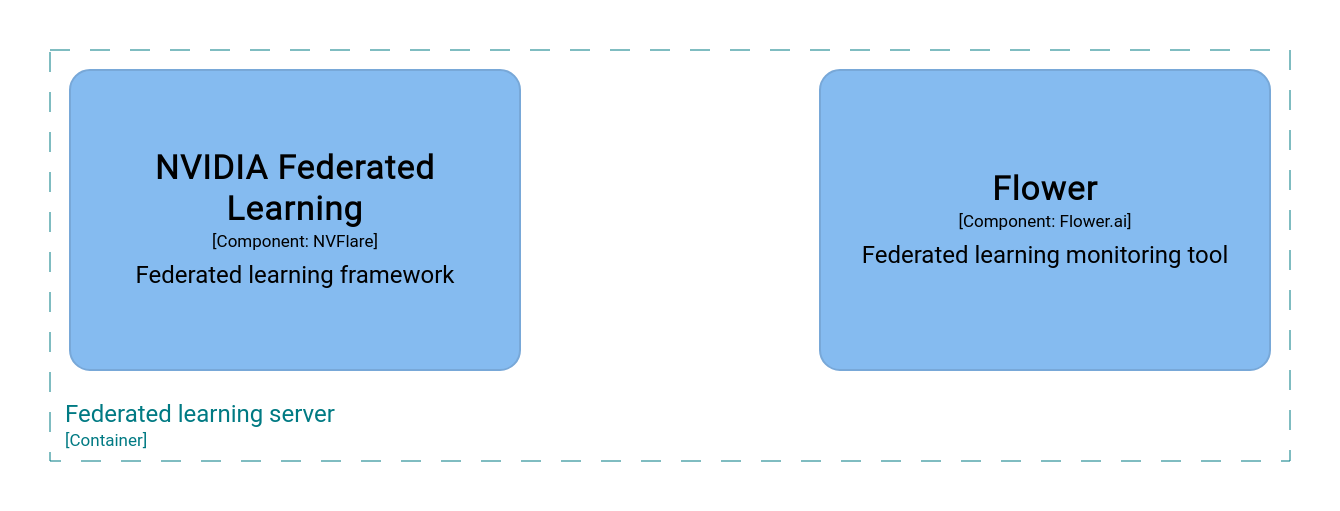 NVIDIA Federated
Learning
[Component: NVFlare]
Federated learning framework
Flower
[Component: Flower.ai]
Federated learning monitoring tool
Federated learning server
[Container]